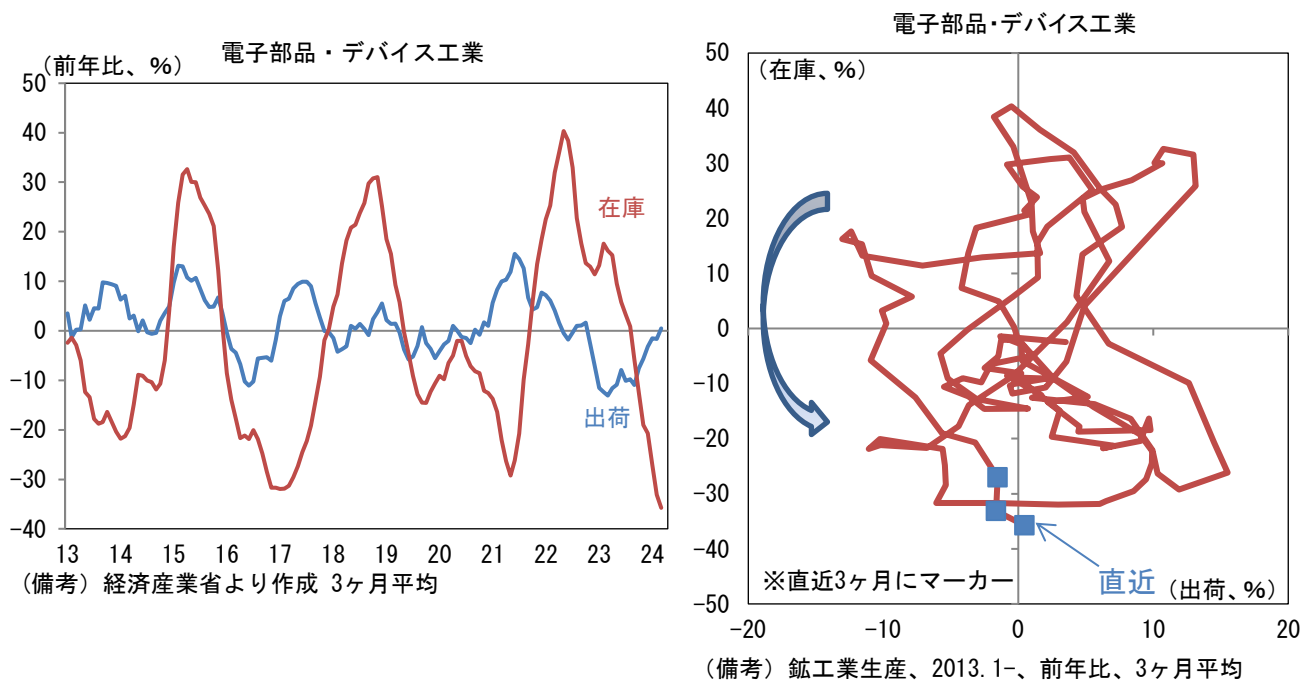 電子部品・デバイス工業
（前年比、%）
50
40
30
20
10
0
-10
-20
-30
-40
在庫
出荷
13 14 15 16 17 18 19 20 21 22 23 24
（備考）経済産業省より作成 3ヶ月平均
電子部品・デバイス工業
（在庫、%）
50
40
30
20
10
0
-10
-20
-30
-40
-50
※直近3ヶ月にマーカー
直近
（出荷、%）
-20 -10 0 10 20
（備考）鉱工業生産、2013.1-、前年比、3ヶ月平均